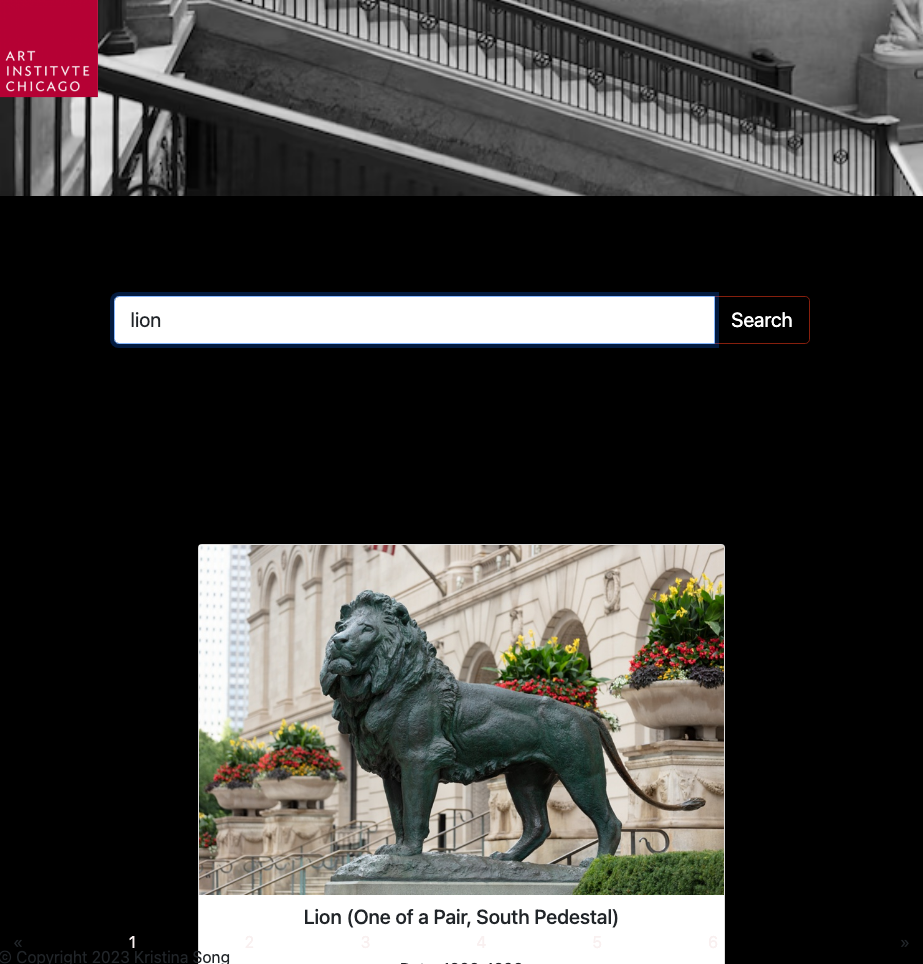 ART
INSTITVTE
CHICAGO
lion
Search
Lion (One of a Pair, South Pedestal)
« 1 2 3 4 5 6 »
© Copyright 2023 Kristina Song